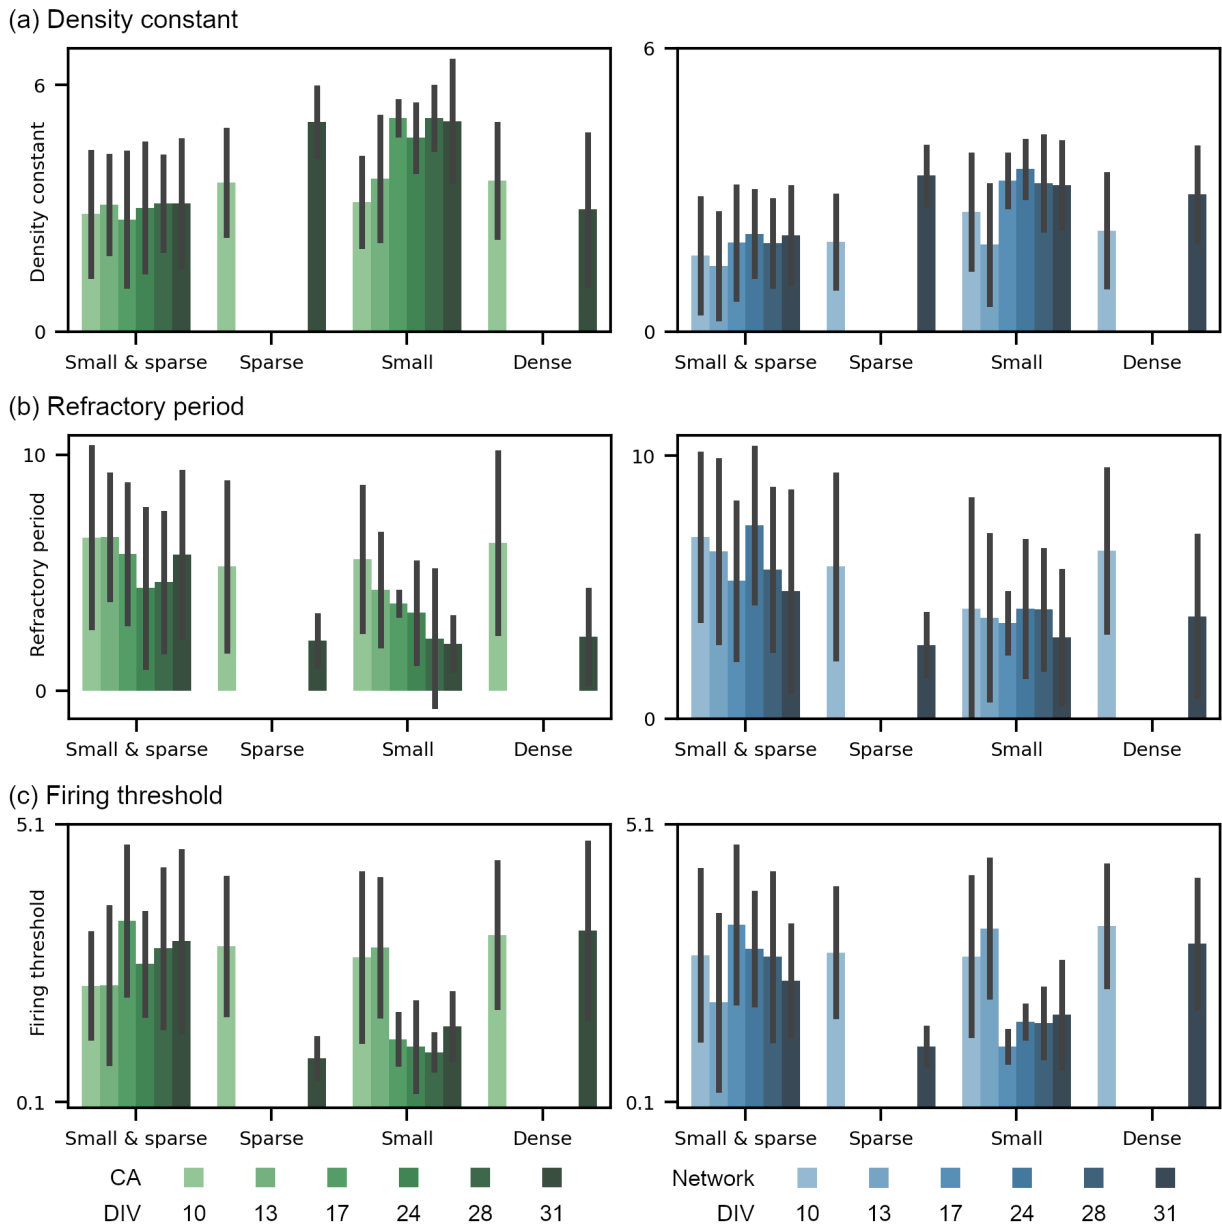 (a) Density constant
6
0
Density constant
Small & sparse
Sparse
Small
Dense
6
0
Small & sparse
Sparse
Small
Dense
(b) Refractory period
10
0
Refractory period
Small & sparse
Sparse
Small
Dense
10
0
Small & sparse
Sparse
Small
Dense
(c) Firing threshold
5.1
0.1
Firing threshold
Small & sparse
Sparse
Small
Dense
5.1
0.1
Small & sparse
Sparse
Small
Dense
CA
DIV 10 13 17 24 28 31
Network
DIV 10 13 17 24 28 31